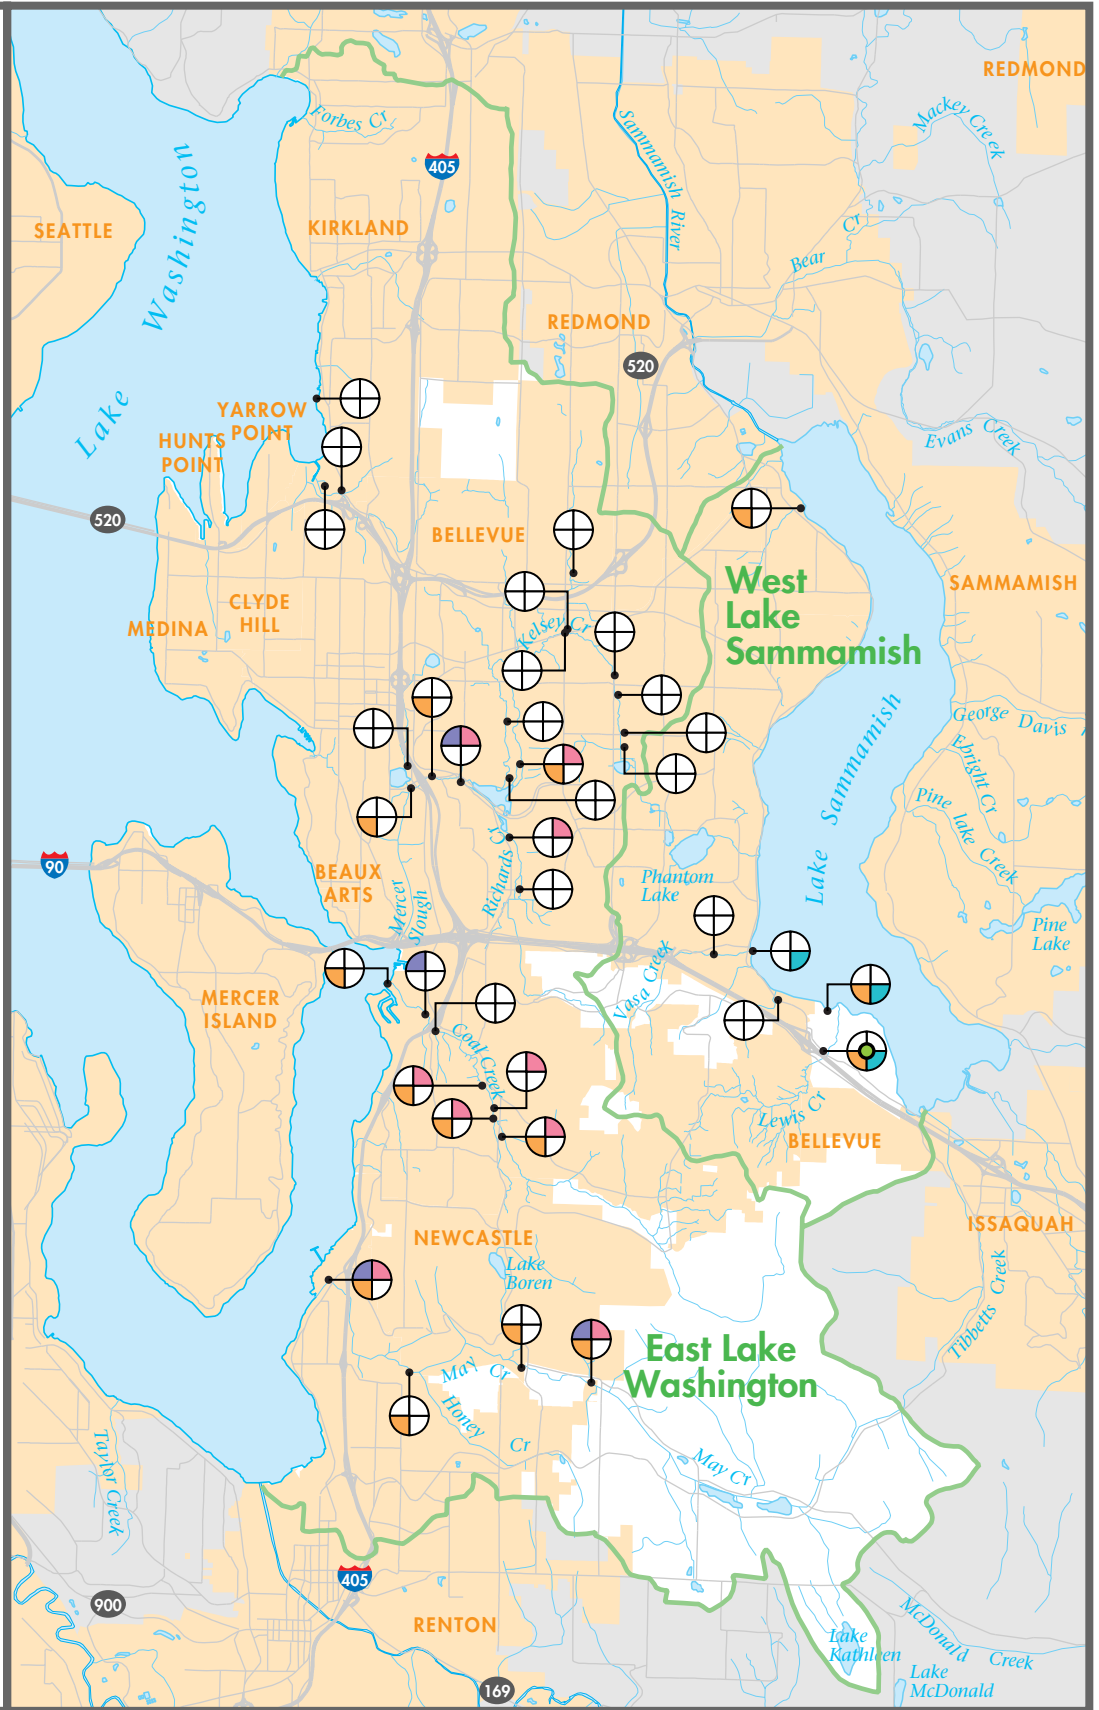 REDMOND
Mackey Creek
Forbes Cr
Sammamish River
405
Washington
SEATTLE
KIRKLAND
Cr
Bear
REDMOND
520
Lake
YARROW
POINT
HUNTS
POINT
Evans Creek
520
BELLEVUE
West
Lake
Sammamish
SAMMAMISH
CLYDE
HILL
MEDINA
Kelsey Cr
George Davis
Ebright Cr
Lake Sammamish
Pine lake Creek
Richards Cr
90
BEAUX
ARTS
Mercer
Slough
Phantom
Lake
Pine
Lake
Vasa Creek
MERCER
ISLAND
Coal Creek
Lewis Cr
BELLEVUE
ISSAQUAH
NEWCASTLE
Lake
Boren
Tibbetts Creek
East Lake
Washington
May Cr
Honey Cr
May Cr
Taylor Creek
405
900
RENTON
McDonald Creek
Lake
Kathleen
Lake
McDonald
169